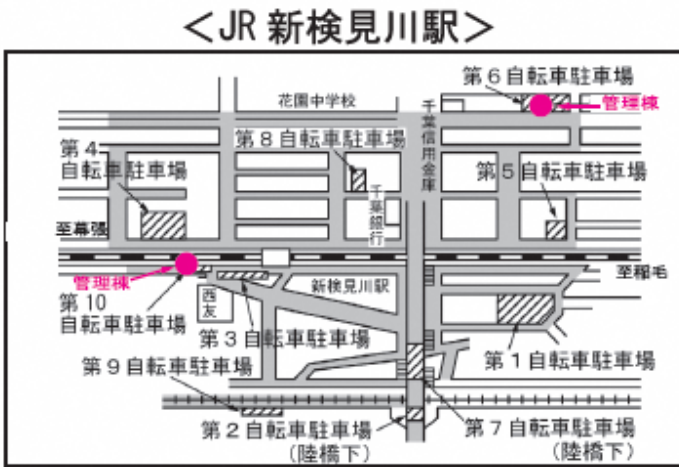 ＜JR 新検見川駅＞
第6自転車駐車場
花園中学校
管理棟
千葉信用金庫
第8自転車駐車場
第4
自転車駐車場
第5自転車駐車場
千葉銀行
至幕張
至稲毛
管理棟
新検見川駅
西友
第10
自転車駐車場
第3自転車駐車場
第1自転車駐車場
第9自転車駐車場
第2自転車駐車場
(陸橋下)
第7自転車駐車場
(陸橋下)